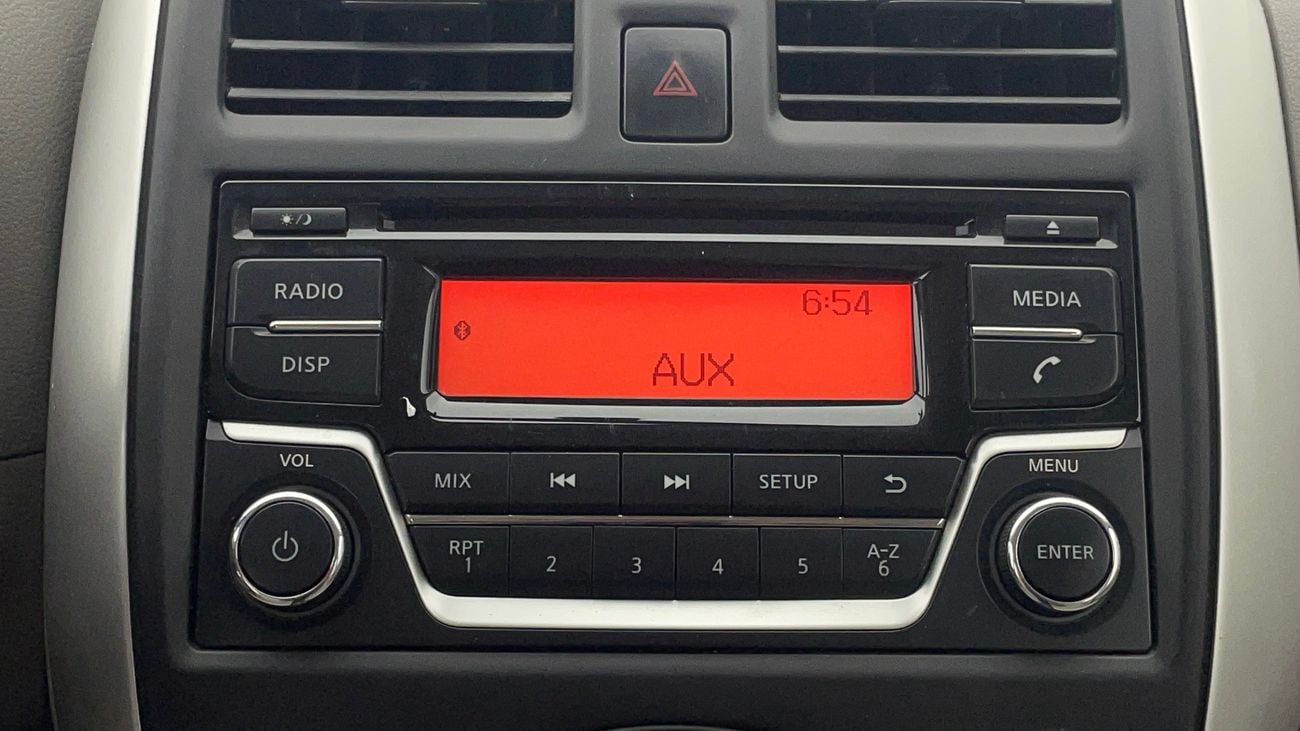 RADIO
DISP
6:54
AUX
MEDIA
VOL
MENU
MIX
SETUP
RPT
1
2
3
4
5
A-Z
6
ENTER